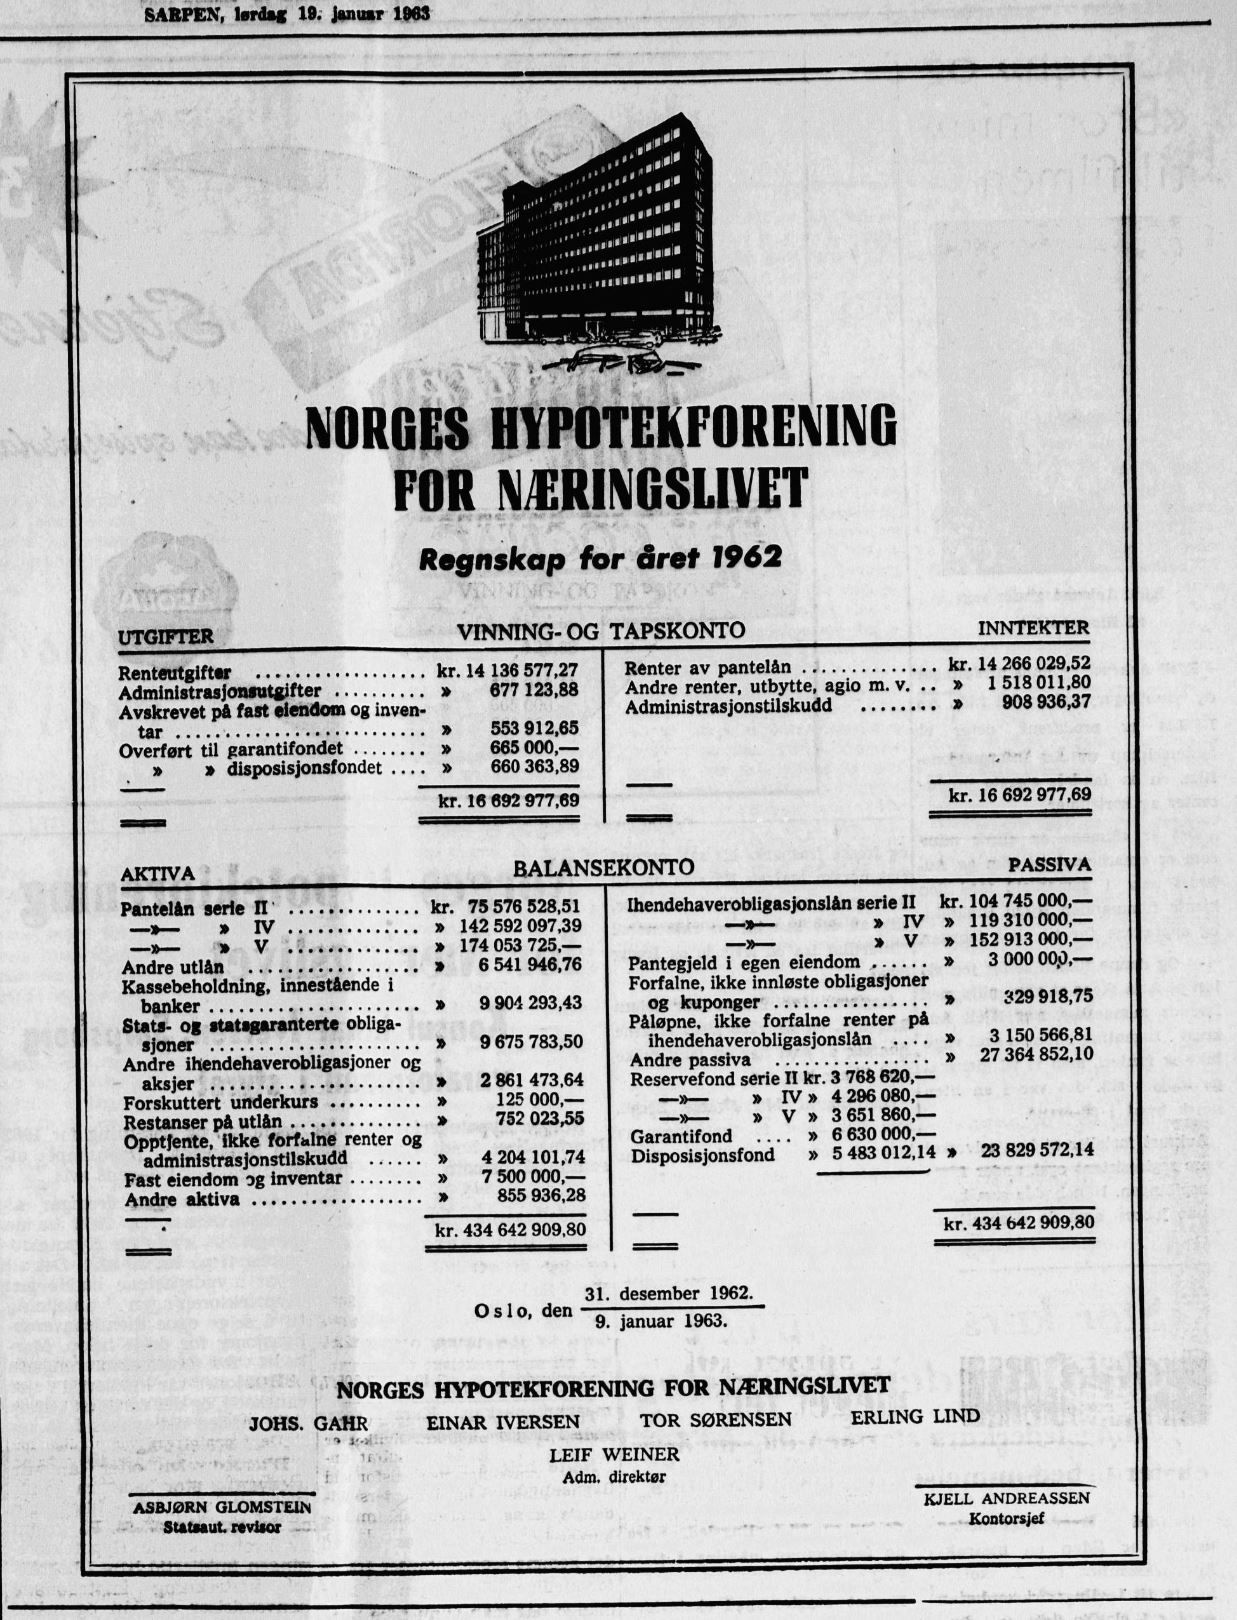 SARPEN, lørdag 19. januar 1963
NORGES HYPOTEKFORENING
FOR NÆRINGSLIVET
Regnskap for året 1962
UTGIFTER VINNING- OG TAPSKONTO INNTEKTER
Renteutgifter .................. kr. 14 136 577,27
Administrasjonsutgifter .......... » 677 123,88
Avskrevet på fast eiendom og inven-
tar ........................... » 553 912,65
Overført til garantifondet ........ » 665 000,—
» » disposisjonsfondet .... » 660 363,89
kr. 16 692 977,69
Renter av pantelån ............. kr. 14 266 029,52
Andre renter, utbytte, agio m. v. .. » 1 518 011,80
Administrasjonstilskudd ........ » 908 936,37
kr. 16 692 977,69
AKTIVA BALANSEKONTO PASSIVA
Pantelån serie II .............. kr. 75 576 528,51
—»— » IV .............. » 142 592 097,39
—»— » V .............. » 174 053 725,—
Andre utlån .................. » 6 541 946,76
Kassebeholdning, innestående i
banker ....................... » 9 904 293,43
Stats- og statsgaranterte obliga-
sjoner ........................ » 9 675 783,50
Andre ihendehaverobligasjoner og
aksjer ........................ » 2 861 473,64
Forskuttert underkurs .......... » 125 000,—
Restanser på utlån .............. » 752 023,55
Opptjente, ikke forfalne renter og
administrasjonstilskudd ...... » 4 204 101,74
Fast eiendom og inventar ........ » 7 500 000,—
Andre aktiva .................. » 855 936,28
kr. 434 642 909,80
Ihendehaverobligasjonslån serie II kr. 104 745 000,—
—»— » IV » 119 310 000,—
—»— » V » 152 913 000,—
Pantegjeld i egen eiendom ...... » 3 000 000,—
Forfalne, ikke innløste obligasjoner
og kuponger ................ » 329 918,75
Påløpne, ikke forfalne renter på
ihendehaverobligasjonslån .... » 3 150 566,81
Andre passiva ................ » 27 364 852,10
Reservefond serie II kr. 3 768 620,—
—»— » IV » 4 296 080,—
—»— » V » 3 651 860,—
Garantifond .... » 6 630 000,—
Disposisjonsfond » 5 483 012,14 » 23 829 572,14
kr. 434 642 909,80
31. desember 1962.
Oslo, den
9. januar 1963.
NORGES HYPOTEKFORENING FOR NÆRINGSLIVET
JOHS. GAHR EINAR IVERSEN TOR SØRENSEN ERLING LIND
LEIF WEINER
Adm. direktør
ASBJØRN GLOMSTEIN
Statsaut. revisor
KJELL ANDREASSEN
Kontorsjef